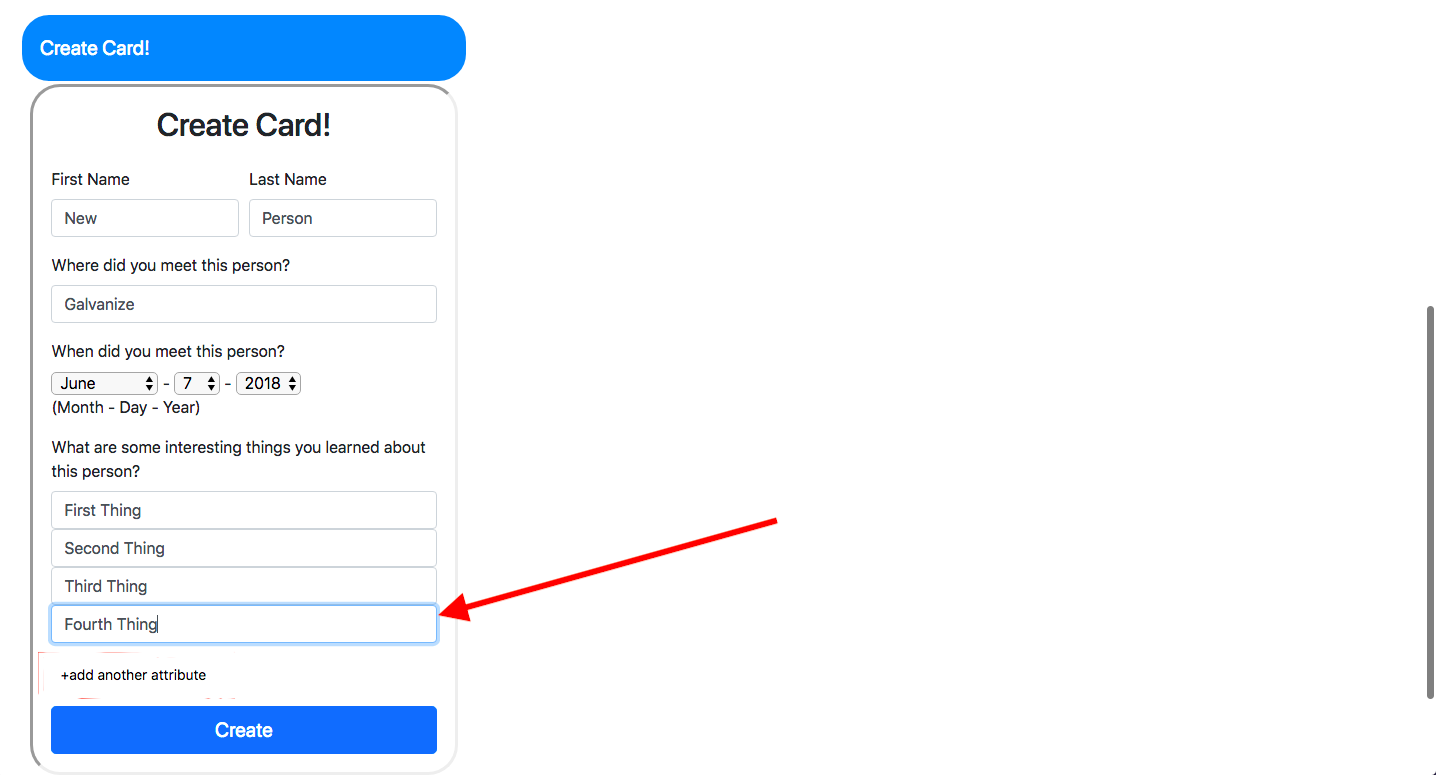 Create Card!
Create Card!
First Name Last Name
New Person
Where did you meet this person?
Galvanize
When did you meet this person?
June - 7 - 2018
(Month - Day - Year)
What are some interesting things you learned about
this person?
First Thing
Second Thing
Third Thing
Fourth Thing
+add another attribute
Create